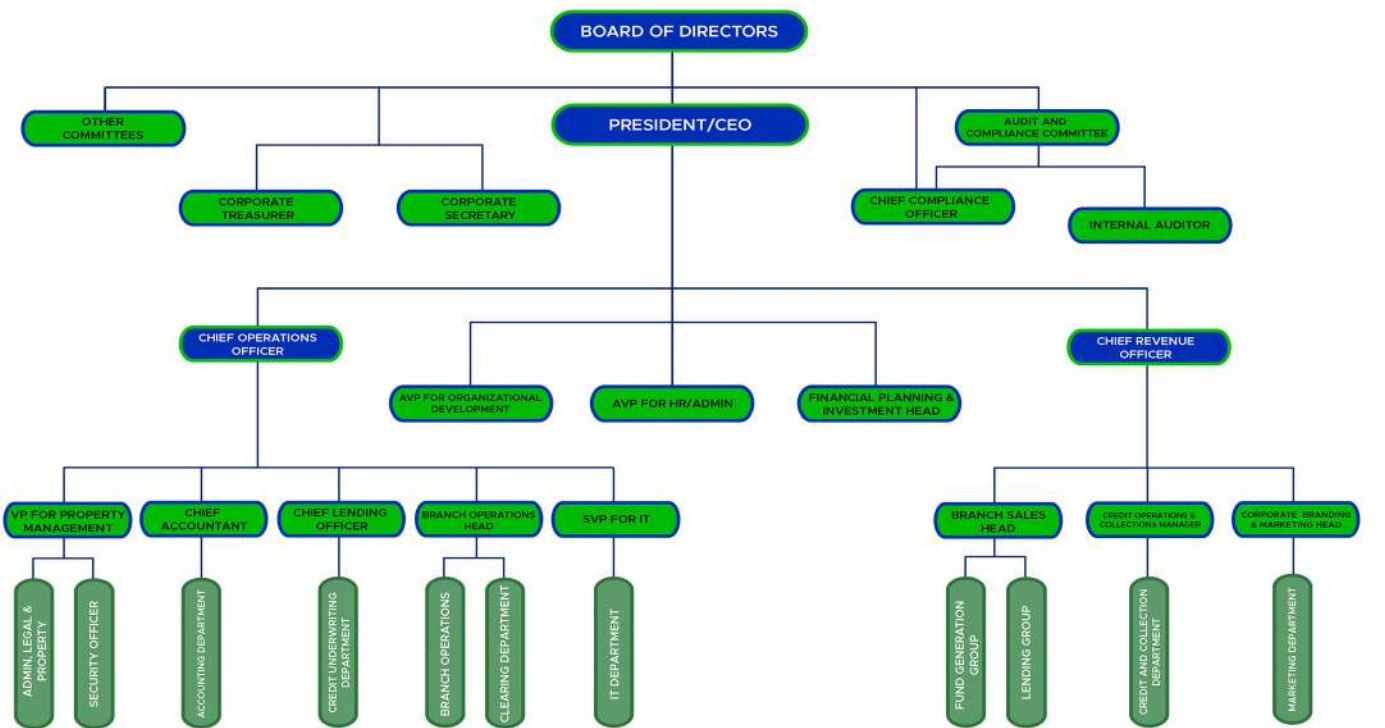 BOARD OF DIRECTORS
OTHER
COMMITTEES
PRESIDENT/CEO
AUDIT AND
COMPLIANCE COMMITTEE
CORPORATE
TREASURER
CORPORATE
SECRETARY
CHIEF COMPLIANCE
OFFICER
INTERNAL AUDITOR
CHIEF OPERATIONS
OFFICER
CHIEF REVENUE
OFFICER
AVP FOR ORGANIZATIONAL
DEVELOPMENT
AVP FOR HR/ADMIN
FINANCIAL PLANNING &
INVESTMENT HEAD
VP FOR PROPERTY
MANAGEMENT
CHIEF
ACCOUNTANT
CHIEF LENDING
OFFICER
BRANCH OPERATIONS
HEAD
SVP FOR IT
BRANCH SALES
HEAD
CREDIT OPERATIONS &
COLLECTIONS MANAGER
CORPORATE BRANDING
& MARKETING HEAD
ADMIN, LEGAL &
PROPERTY
SECURITY OFFICER
ACCOUNTING DEPARTMENT
CREDIT UNDERWRITING
DEPARTMENT
BRANCH OPERATIONS
CLEARING DEPARTMENT
IT DEPARTMENT
FUND GENERATION
GROUP
LENDING GROUP
CREDIT AND COLLECTION
DEPARTMENT
MARKETING DEPARTMENT